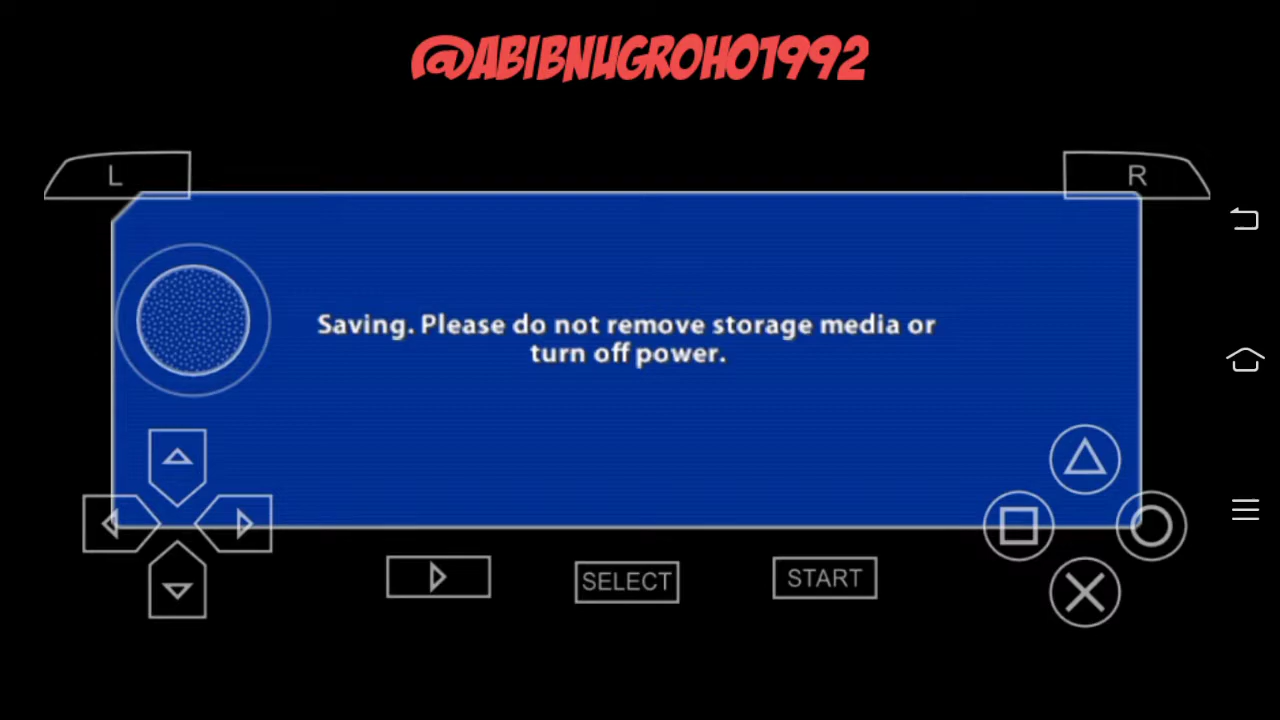 @ABIBNUGROHO1992
L
R
Saving. Please do not remove storage media or
turn off power.
SELECT
START